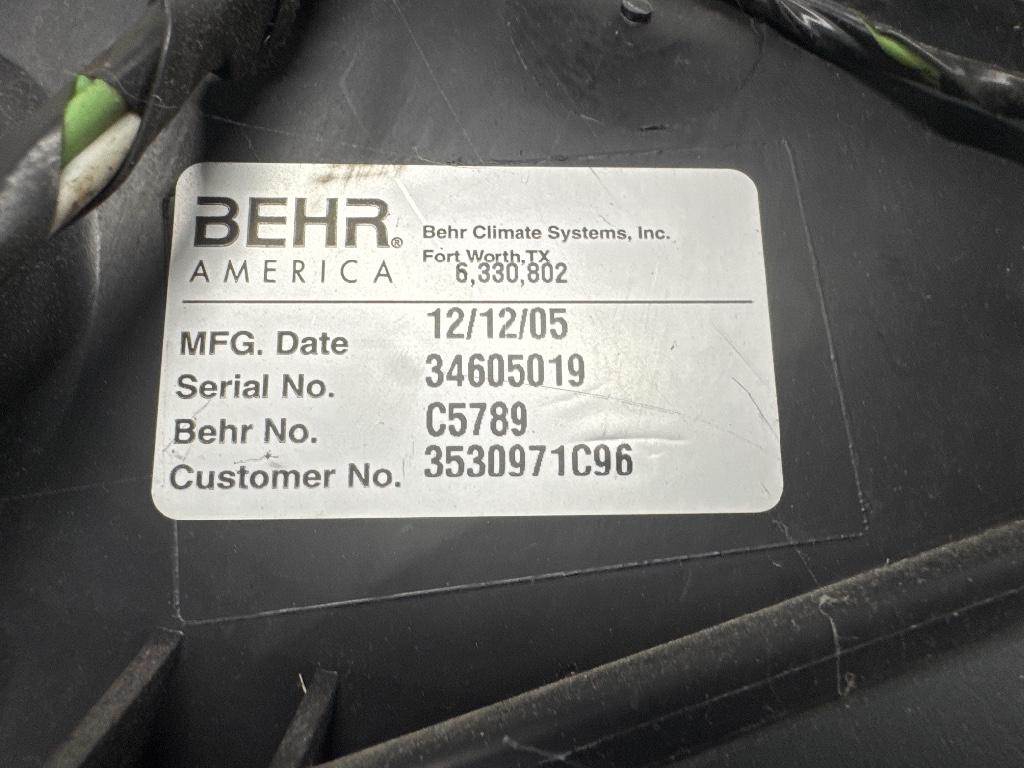 BEHR®
AMERICA
Behr Climate Systems, Inc.
Fort Worth,TX
6,330,802
MFG. Date 12/12/05
Serial No. 34605019
Behr No. C5789
Customer No. 3530971C96